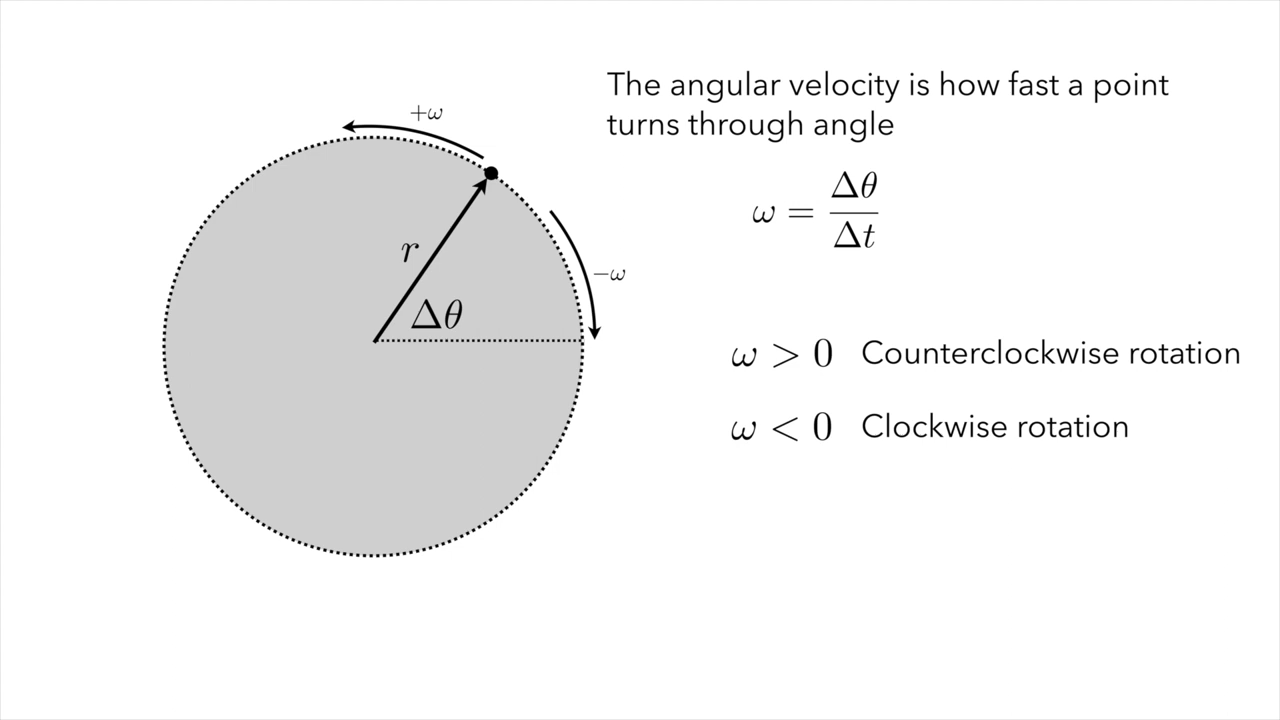 The angular velocity is how fast a point
turns through angle
+ω
r
Δθ
−ω
ω = Δθ/Δt
ω > 0 Counterclockwise rotation
ω < 0 Clockwise rotation